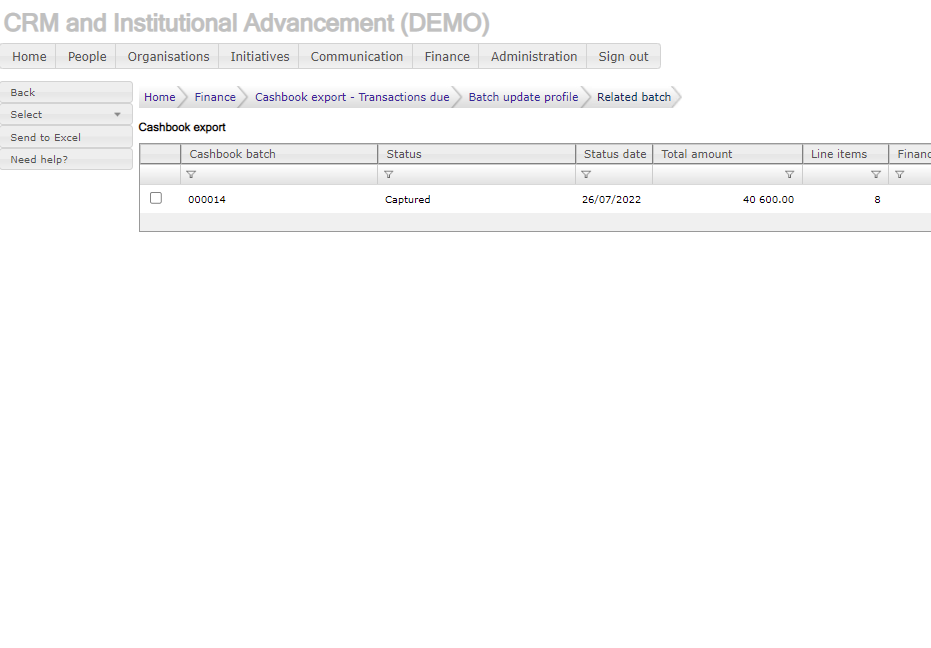 CRM and Institutional Advancement (DEMO)
Home People Organisations Initiatives Communication Finance Administration Sign out
Back
Select
Send to Excel
Need help?
Home Finance Cashbook export - Transactions due Batch update profile Related batch
Cashbook export
Cashbook batch Status Status date Total amount Line items Financ
000014 Captured 26/07/2022 40 600.00 8